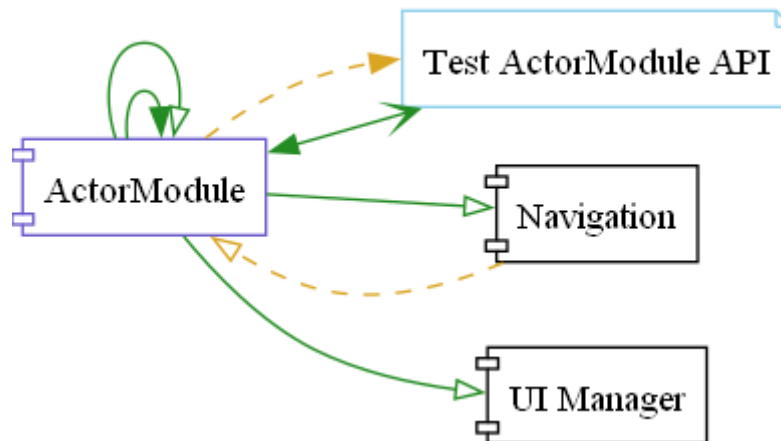 Test ActorModule API
ActorModule
Navigation
UI Manager